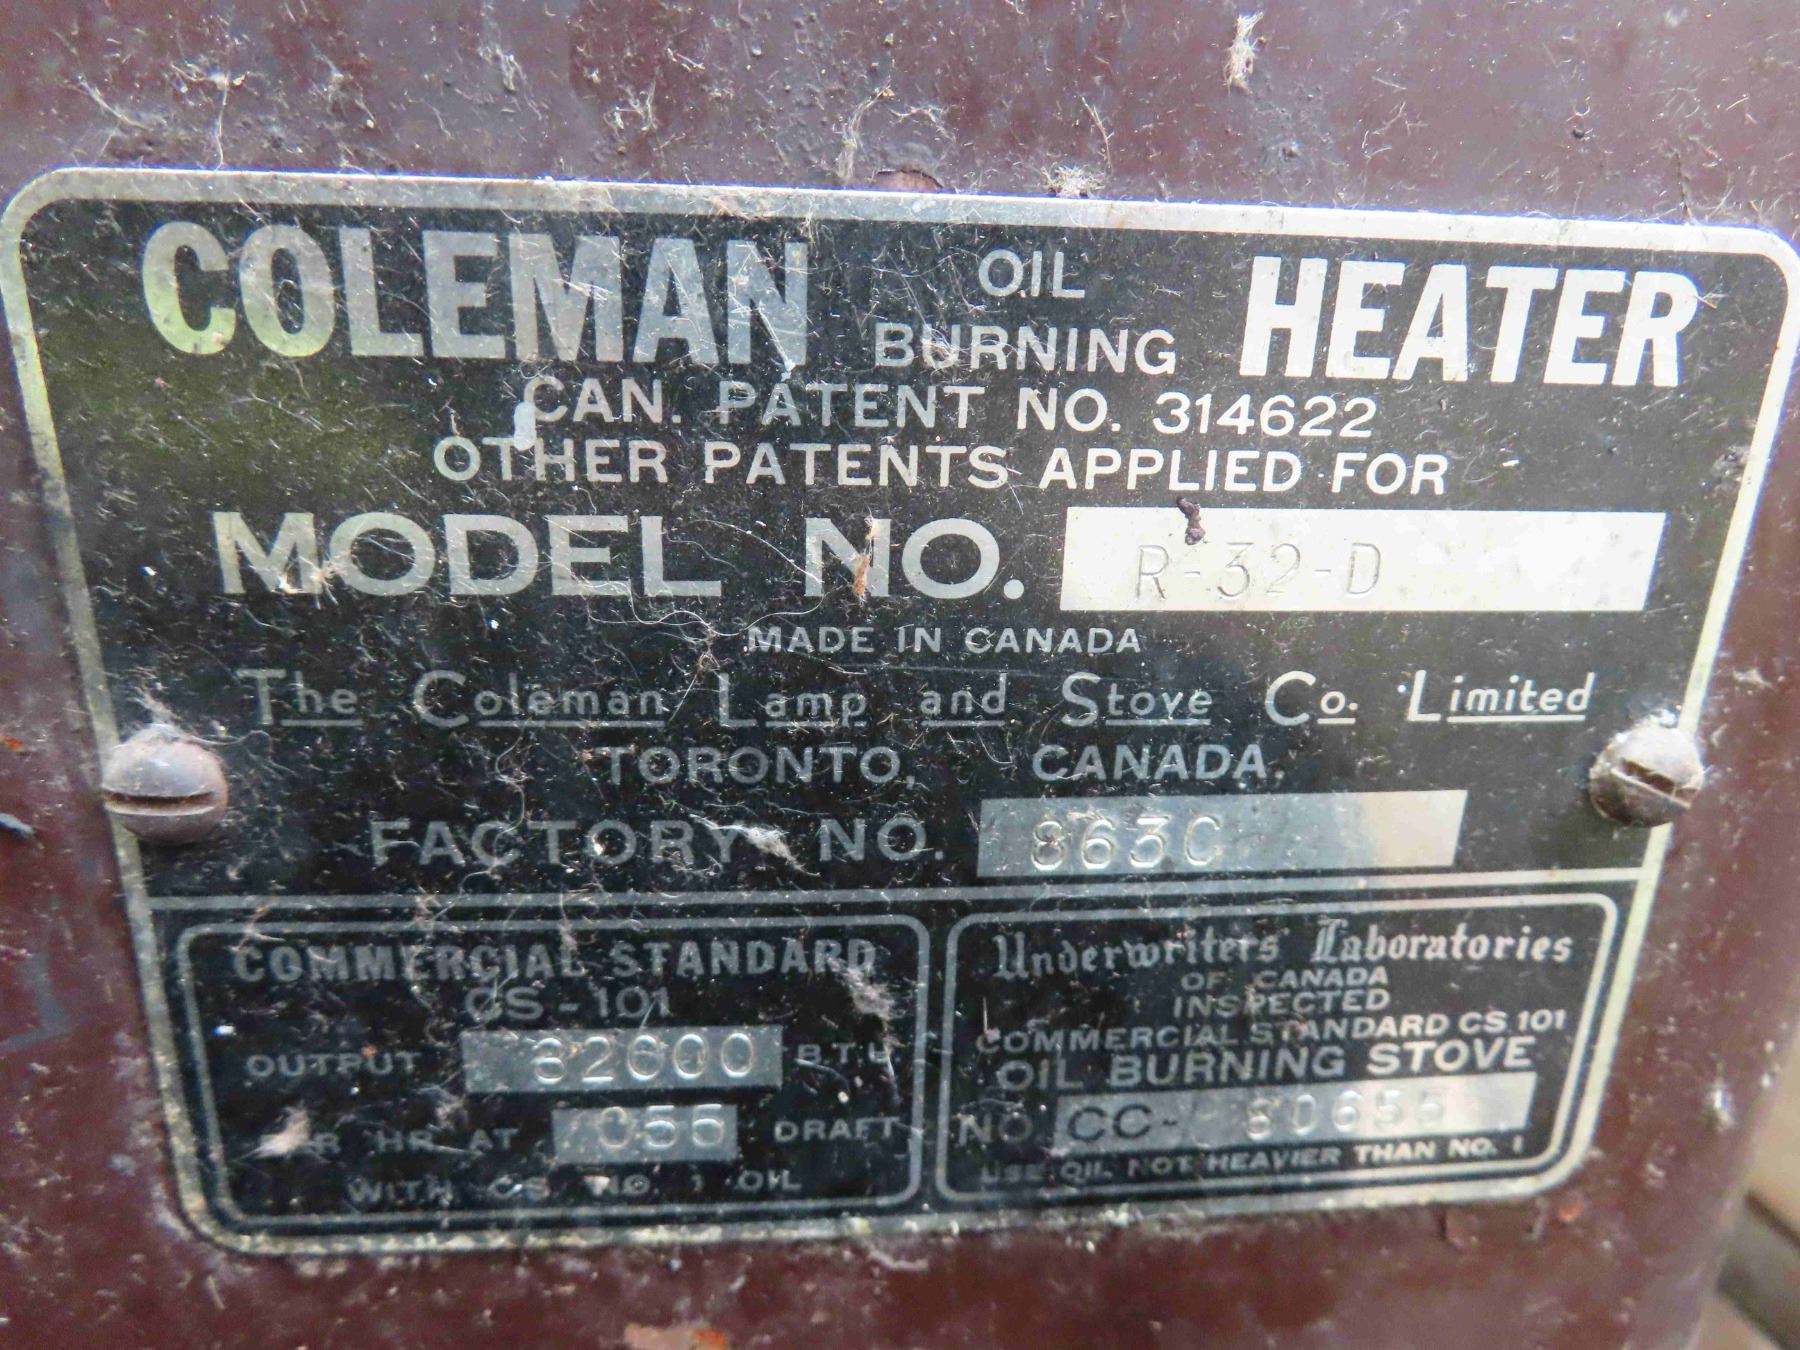 COLEMAN OIL BURNING HEATER
CAN. PATENT NO. 314622
OTHER PATENTS APPLIED FOR
MODEL NO. R-32-D
MADE IN CANADA
The Coleman Lamp and Stove Co. Limited
TORONTO, CANADA.
FACTORY NO. 863C
COMMERCIAL STANDARD
CS-101
OUTPUT 82600 B.T.U.
HR AT .055 DRAFT
WITH CS NO. 1 OIL
Underwriters Laboratories
OF CANADA
INSPECTED
COMMERCIAL STANDARD CS 101
OIL BURNING STOVE
NO. CC- 80655
USE OIL NOT HEAVIER THAN NO. 1